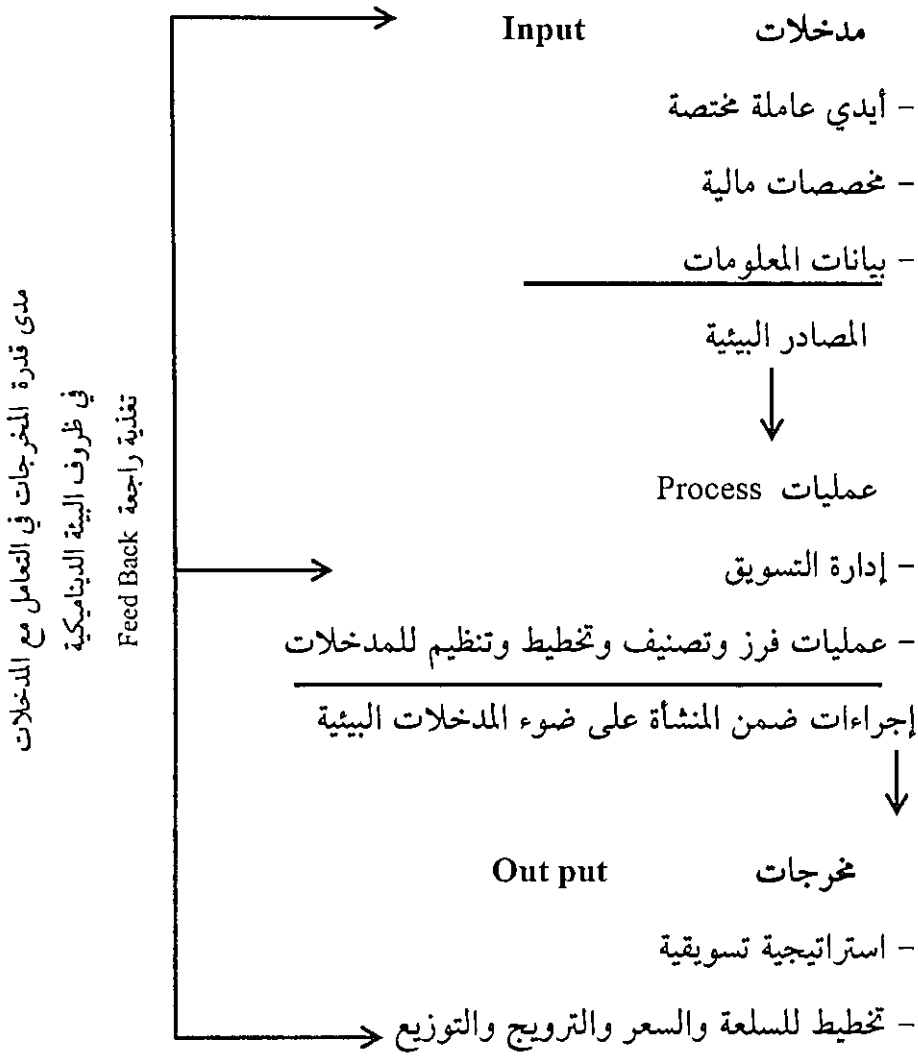 مدخلات Input
- أيدي عاملة مختصة
- مخصصات مالية
- بيانات المعلومات
المصادر البيئية
عمليات Process
- إدارة التسويق
- عمليات فرز وتصنيف وتخطيط وتنظيم للمدخلات
إجراءات ضمن المنشأة على ضوء المدخلات البيئية
مخرجات Out put
- استراتيجية تسويقية
- تخطيط للسلعة والسعر والترويج والتوزيع
مدى قدرة المخرجات في التعامل مع المدخلات
في ظروف البيئة الديناميكية
تغذية راجعة Feed Back